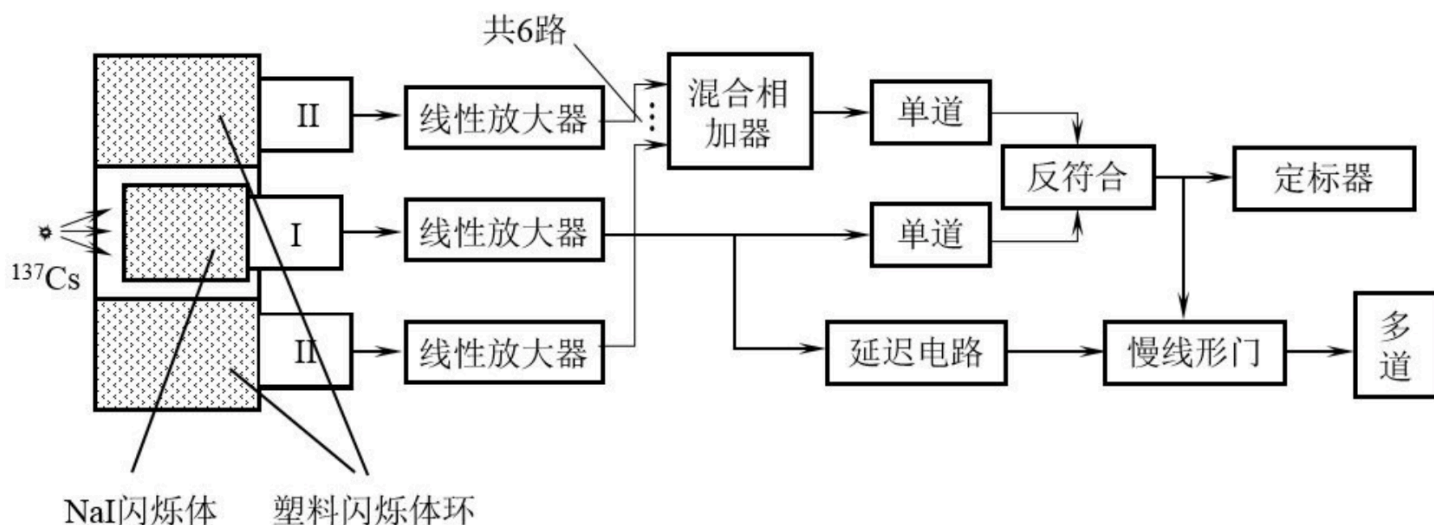 共6路
II
线性放大器
混合相
加器
单道
反符合
定标器
I
线性放大器
单道
137Cs
II
线性放大器
延迟电路
慢线形门
多
道
NaI闪烁体
塑料闪烁体环